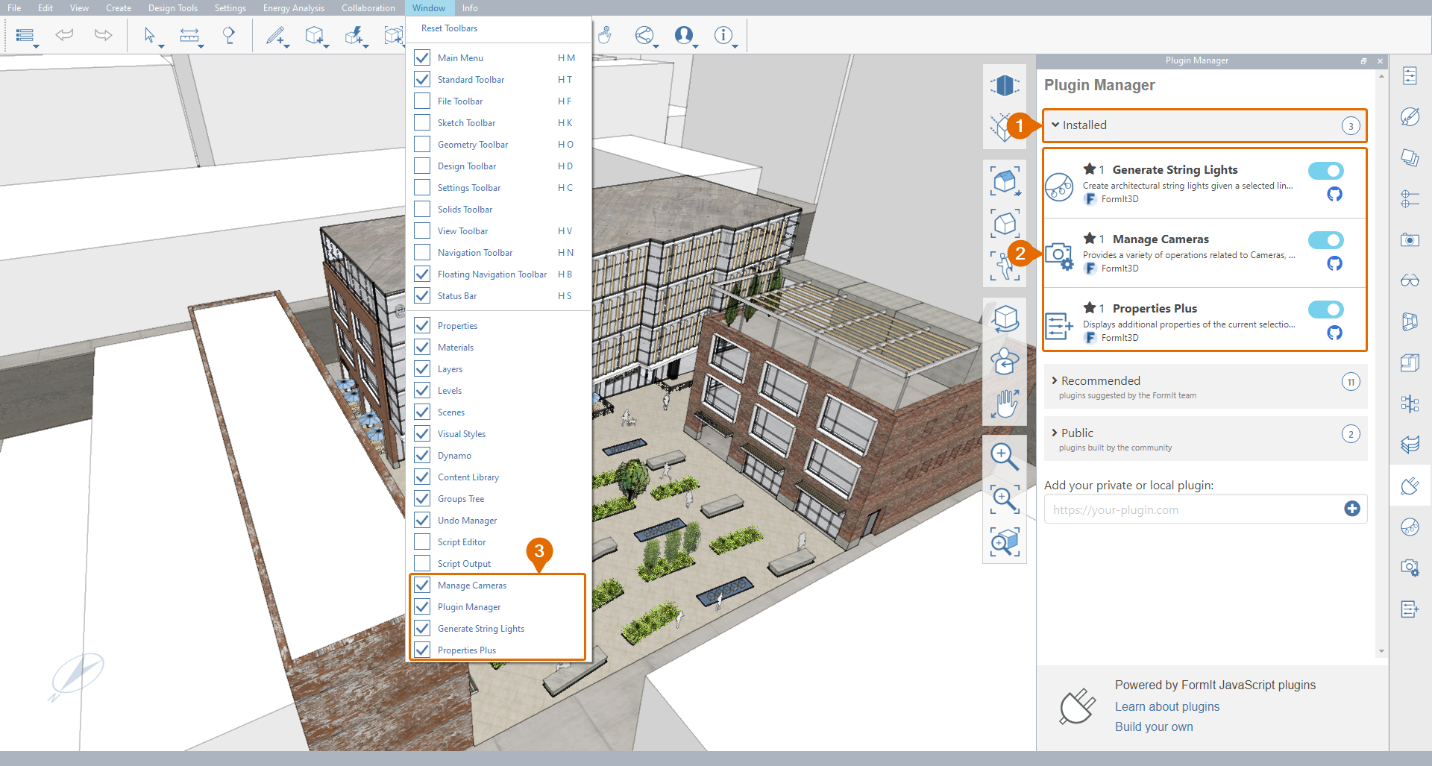 File Edit View Create Design Tools Settings Energy Analysis Collaboration Window Info
Reset Toolbars
Main Menu H M
Standard Toolbar H T
File Toolbar H F
Sketch Toolbar H K
Geometry Toolbar H O
Design Toolbar H D
Settings Toolbar H C
Solids Toolbar
View Toolbar H V
Navigation Toolbar H N
Floating Navigation Toolbar H B
Status Bar H S
Properties
Materials
Layers
Levels
Scenes
Visual Styles
Dynamo
Content Library
Groups Tree
Undo Manager
Script Editor
Script Output
3
Manage Cameras
Plugin Manager
Generate String Lights
Properties Plus
N
Plugin Manager
Plugin Manager
1
Installed 3
2
1 Generate String Lights
Create architectural string lights given a selected lin...
F FormIt3D
1 Manage Cameras
Provides a variety of operations related to Cameras, ...
F FormIt3D
1 Properties Plus
Displays additional properties of the current selectio...
F FormIt3D
Recommended 11
plugins suggested by the FormIt team
Public 2
plugins built by the community
Add your private or local plugin:
https://your-plugin.com
Powered by FormIt JavaScript plugins
Learn about plugins
Build your own